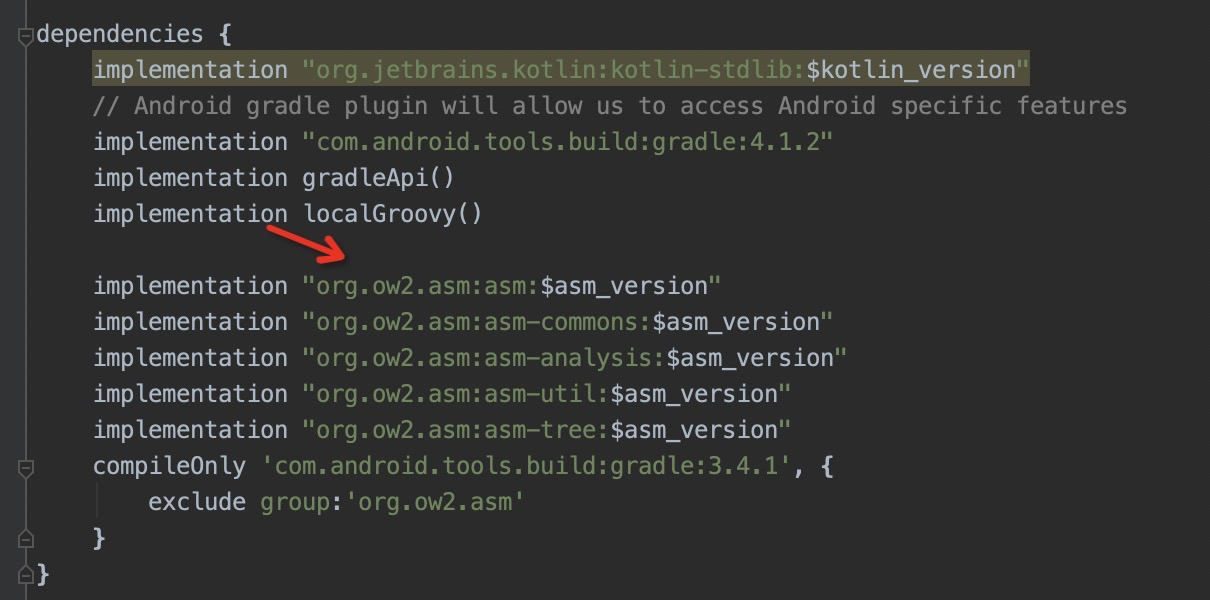 dependencies {
implementation "org.jetbrains.kotlin:kotlin-stdlib:$kotlin_version"
// Android gradle plugin will allow us to access Android specific features
implementation "com.android.tools.build:gradle:4.1.2"
implementation gradleApi()
implementation localGroovy()
implementation "org.ow2.asm:asm:$asm_version"
implementation "org.ow2.asm:asm-commons:$asm_version"
implementation "org.ow2.asm:asm-analysis:$asm_version"
implementation "org.ow2.asm:asm-util:$asm_version"
implementation "org.ow2.asm:asm-tree:$asm_version"
compileOnly 'com.android.tools.build:gradle:3.4.1', {
exclude group:'org.ow2.asm'
}
}